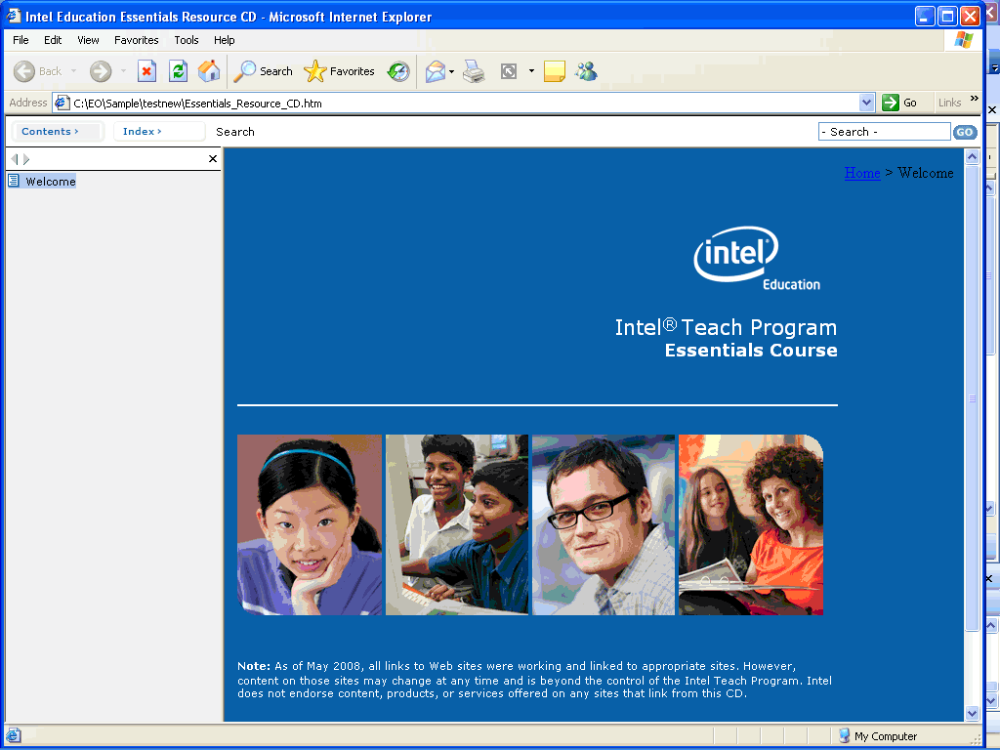 Intel Education Essentials Resource CD - Microsoft Internet Explorer
File Edit View Favorites Tools Help
Back Search Favorites
Address C:\EO\Sample\testnew\Essentials_Resource_CD.htm Go Links »
Contents › Index › Search - Search - GO
Welcome
Home > Welcome
intel®
Education
Intel® Teach Program
Essentials Course
Note: As of May 2008, all links to Web sites were working and linked to appropriate sites. However,
content on those sites may change at any time and is beyond the control of the Intel Teach Program. Intel
does not endorse content, products, or services offered on any sites that link from this CD.
My Computer